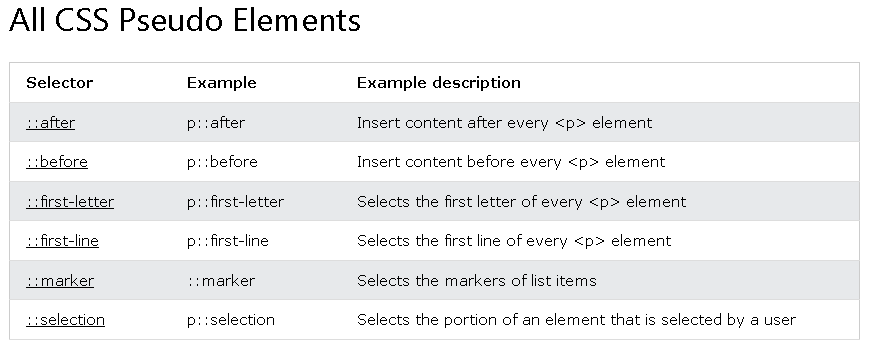 All CSS Pseudo Elements
Selector Example Example description
::after p::after Insert content after every <p> element
::before p::before Insert content before every <p> element
::first-letter p::first-letter Selects the first letter of every <p> element
::first-line p::first-line Selects the first line of every <p> element
::marker ::marker Selects the markers of list items
::selection p::selection Selects the portion of an element that is selected by a user